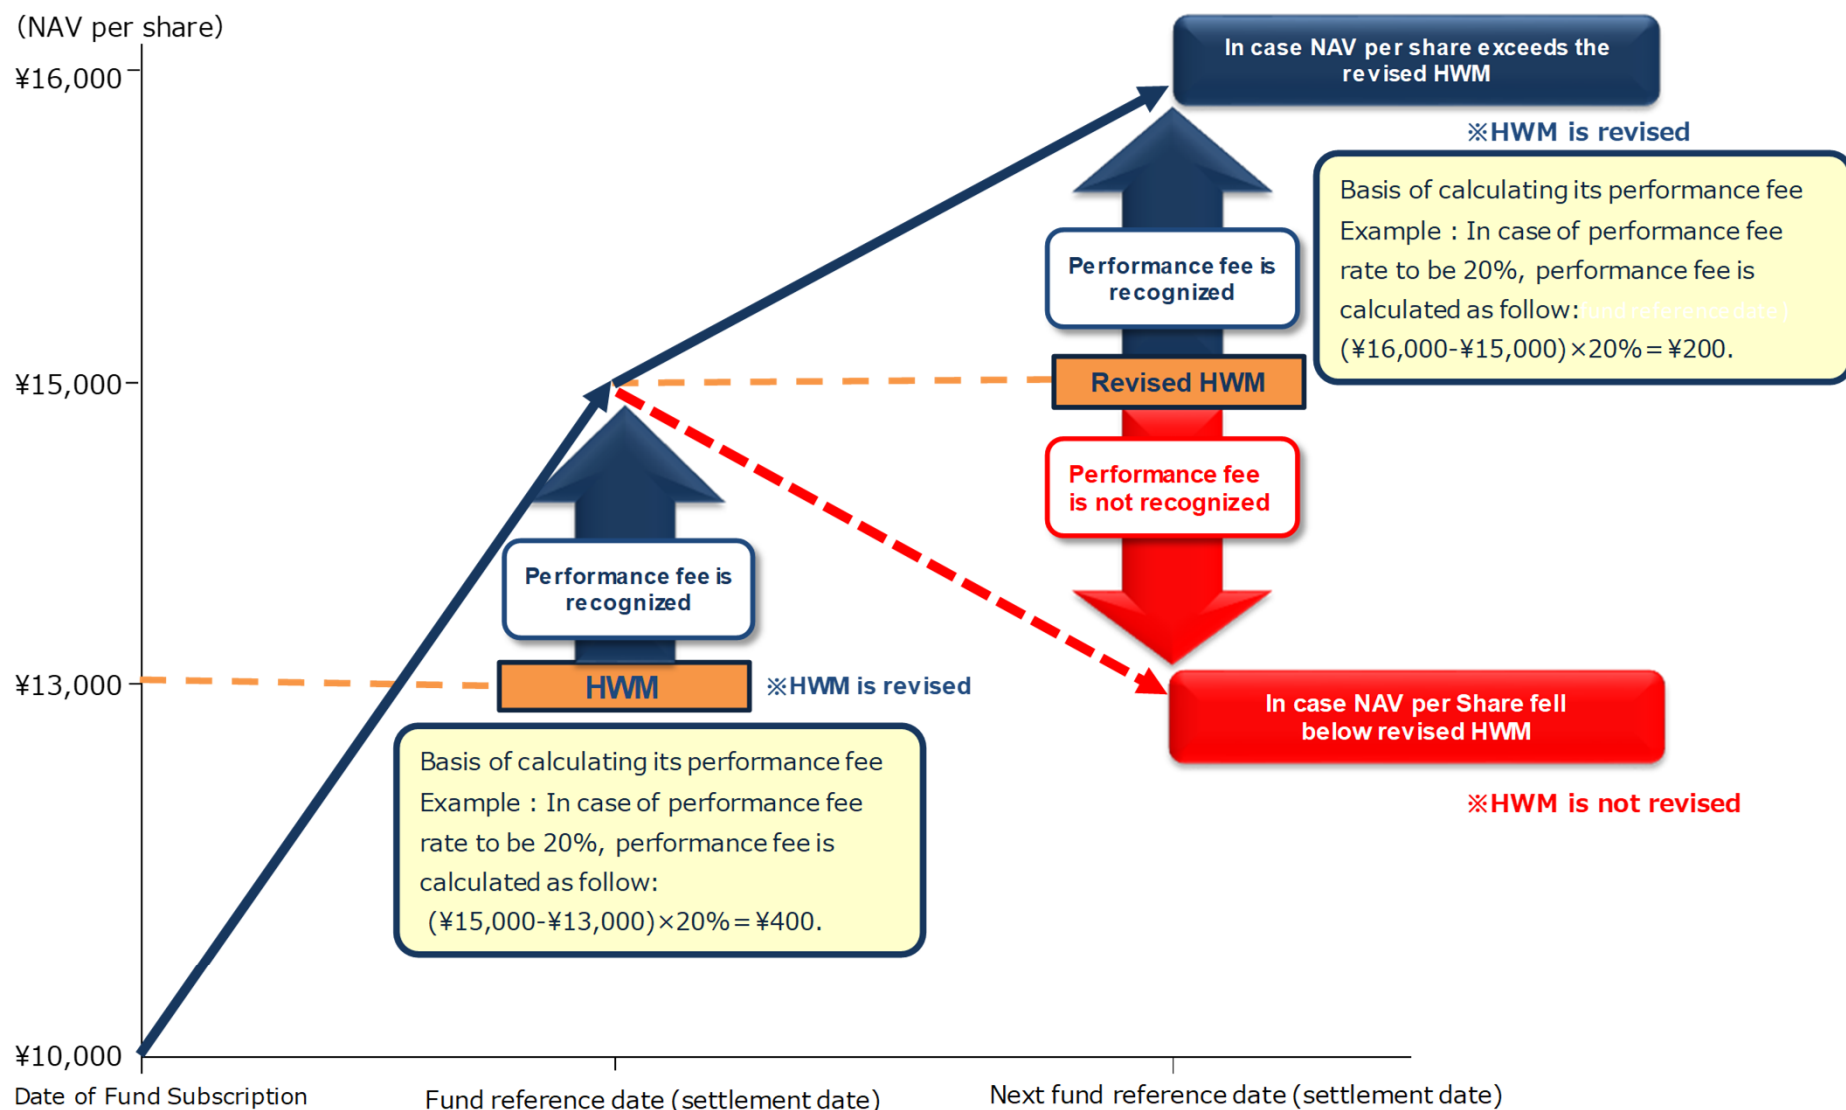 (NAV per share)
¥16,000
¥15,000
¥13,000
¥10,000
In case NAV per share exceeds the
revised HWM
※HWM is revised
Basis of calculating its performance fee
Example : In case of performance fee
rate to be 20%, performance fee is
calculated as follow:fund reference date)
(¥16,000-¥15,000)×20%=¥200.
Performance fee is
recognized
Revised HWM
Performance fee
is not recognized
In case NAV per Share fell
below revised HWM
※HWM is not revised
Performance fee is
recognized
HWM
※HWM is revised
Basis of calculating its performance fee
Example : In case of performance fee
rate to be 20%, performance fee is
calculated as follow:
(¥15,000-¥13,000)×20%=¥400.
Date of Fund Subscription
Fund reference date (settlement date)
Next fund reference date (settlement date)